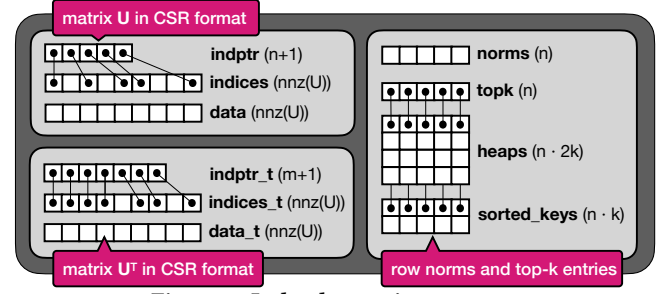 matrix U in CSR format
indptr (n+1)
indices (nnz(U))
data (nnz(U))
indptr_t (m+1)
indices_t (nnz(U))
data_t (nnz(U))
matrix Uᵀ in CSR format
norms (n)
topk (n)
heaps (n · 2k)
sorted_keys (n · k)
row norms and top-k entries